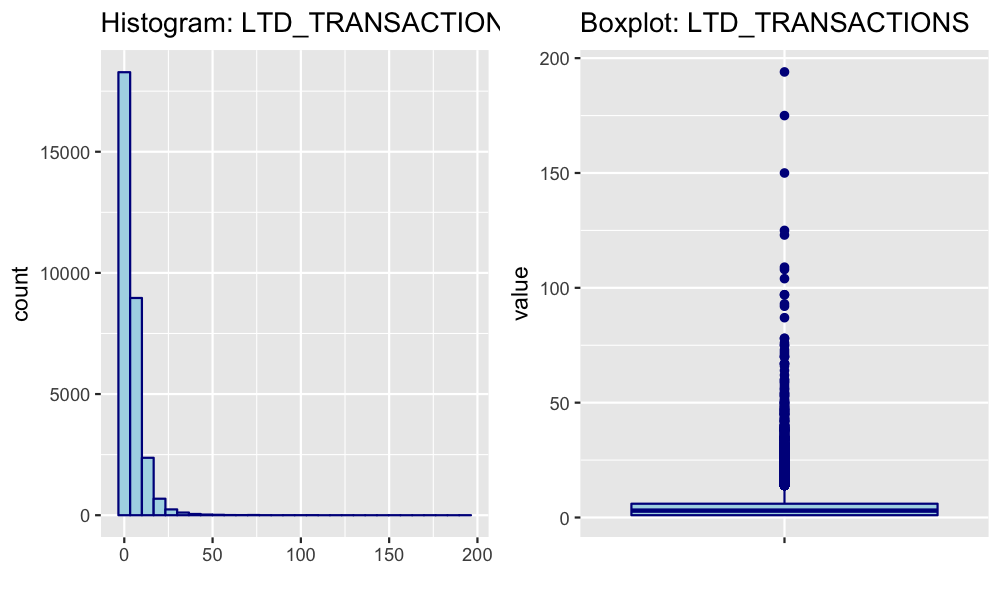 Histogram: LTD_TRANSACTION
count
15000
10000
5000
0
0 50 100 150 200
Boxplot: LTD_TRANSACTIONS
value
200
150
100
50
0